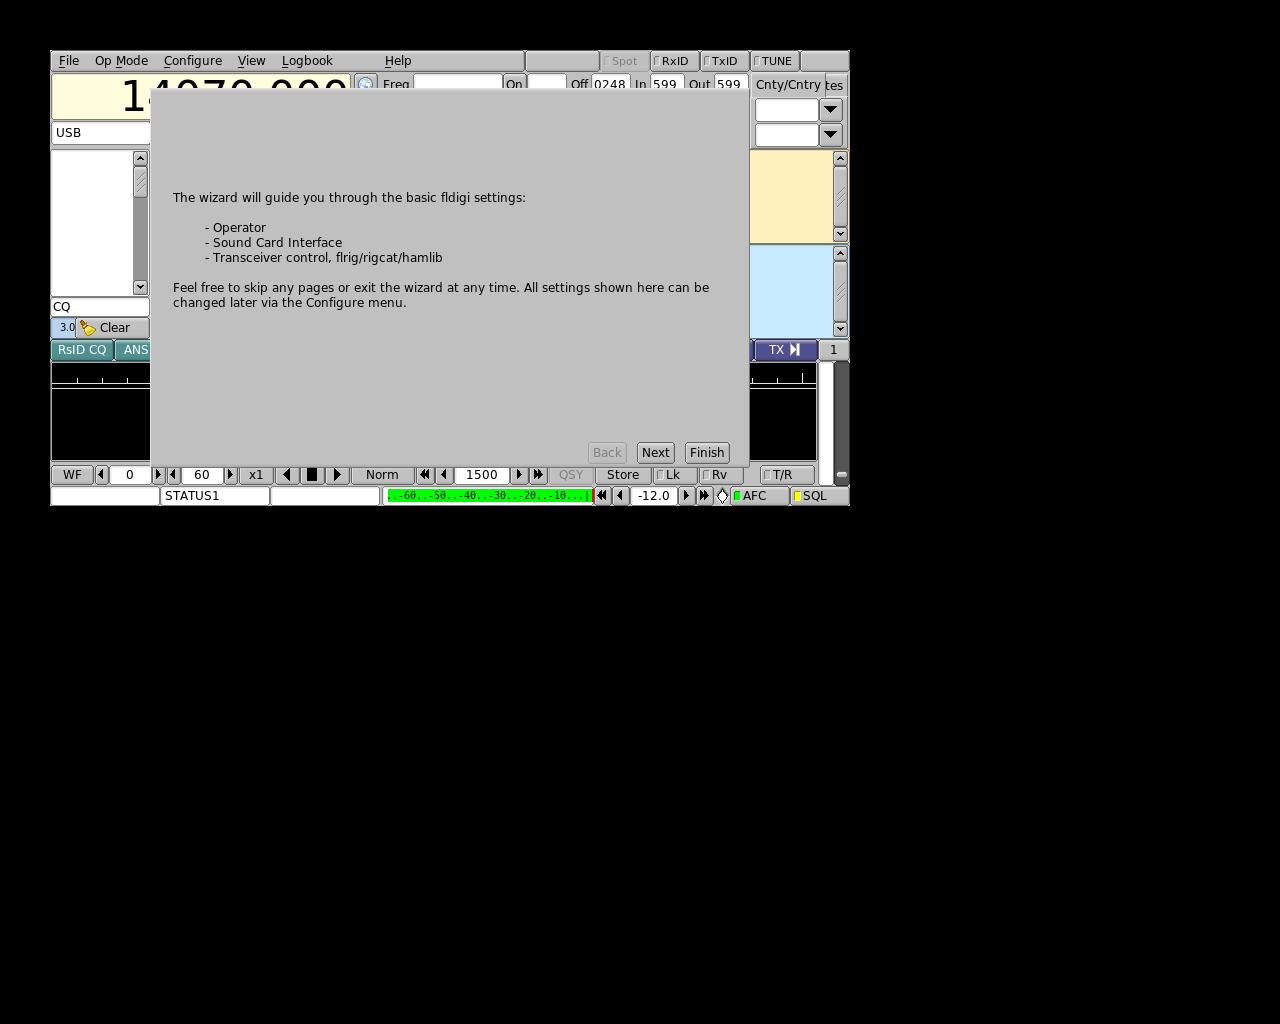 File Op Mode Configure View Logbook Help Spot RxID TxID TUNE
Freq On Off 0248 In 599 Out 599 Cnty/Cntry tes
USB
The wizard will guide you through the basic fldigi settings:
- Operator
- Sound Card Interface
- Transceiver control, flrig/rigcat/hamlib
Feel free to skip any pages or exit the wizard at any time. All settings shown here can be
changed later via the Configure menu.
CQ
3.0 Clear
RsID CQ ANS TX 1
Back Next Finish
WF 0 60 x1 Norm 1500 QSY Store Lk Rv T/R
STATUS1 ..-60..-50..-40..-30..-20..-10... -12.0 AFC SQL